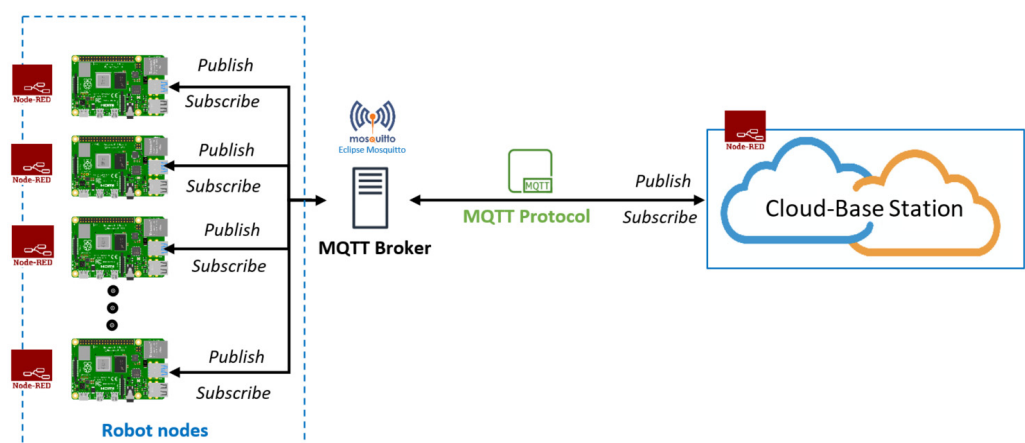 Node-RED
Publish
Subscribe
Node-RED
Publish
Subscribe
Node-RED
Publish
Subscribe
Node-RED
Publish
Subscribe
Robot nodes
mosquitto
Eclipse Mosquitto
MQTT Broker
MQTT
MQTT Protocol
Publish
Subscribe
Node-RED
Cloud-Base Station